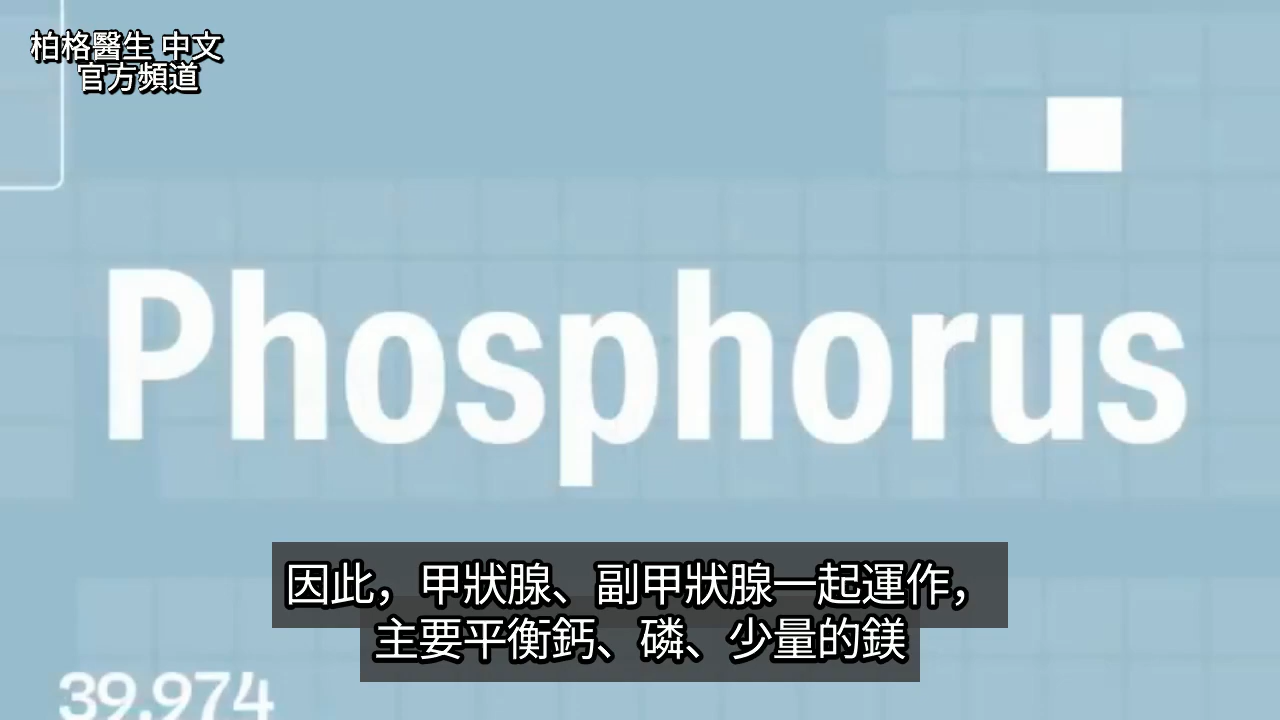 柏格醫生 中文
官方頻道
Phosphorus
因此，甲狀腺、副甲狀腺一起運作，
主要平衡鈣、磷、少量的鎂
39.974